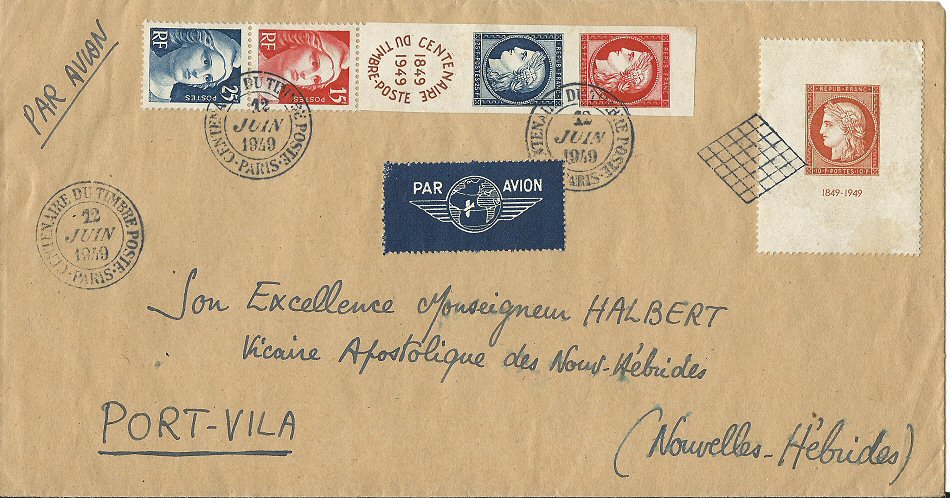 PAR AVION
RF
25F
POSTES
RF
15F
POSTES
CENTENAIRE
1849
1949
DU TIMBRE-POSTE
REPUB·FRANC
10·F·POSTES·10·F
1849-1949
CENTENAIRE DU TIMBRE POSTE
12
JUIN
1949
·PARIS·
CENTENAIRE DU TIMBRE POSTE
12
JUIN
1949
·PARIS·
PAR AVION
CENTENAIRE DU TIMBRE POSTE
12
JUIN
1949
·PARIS·
Son Excellence Monseigneur HALBERT
Vicaire Apostolique des Nouv-Hébrides
PORT-VILA
(Nouvelles-Hébrides)